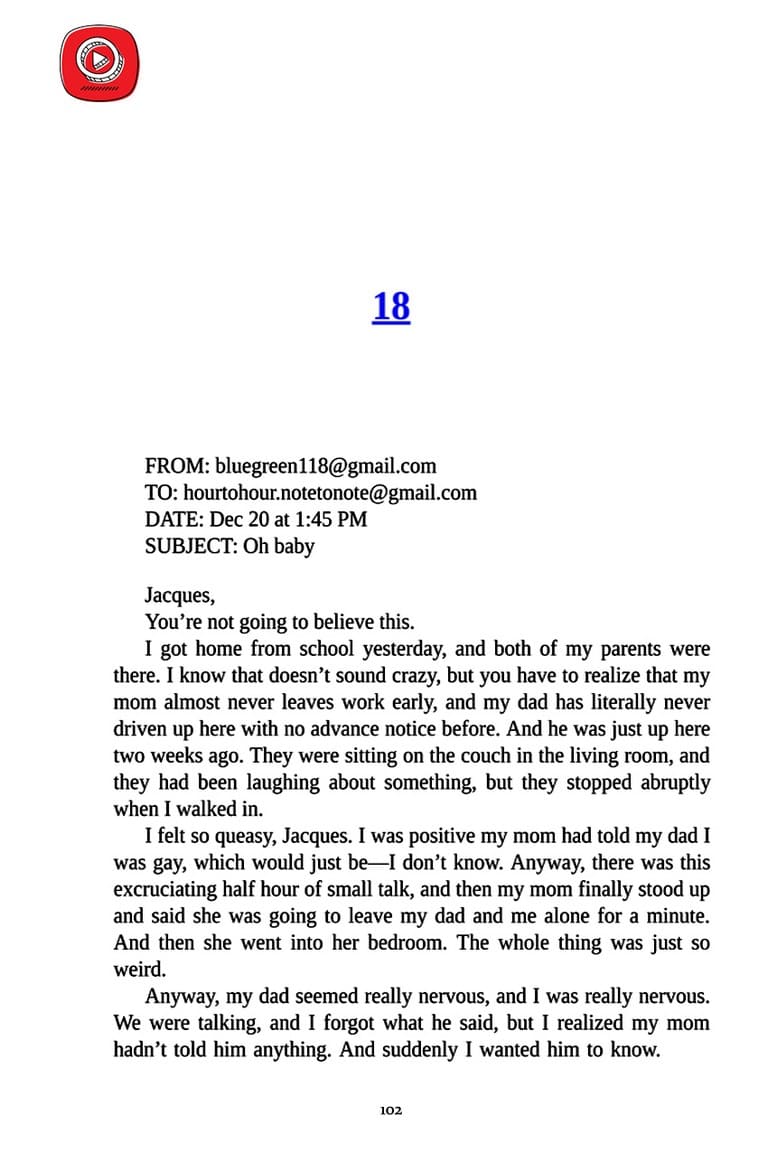 18
FROM: bluegreen118@gmail.com
TO: hourtohour.notetonote@gmail.com
DATE: Dec 20 at 1:45 PM
SUBJECT: Oh baby
Jacques,
You’re not going to believe this.
I got home from school yesterday, and both of my parents were
there. I know that doesn’t sound crazy, but you have to realize that my
mom almost never leaves work early, and my dad has literally never
driven up here with no advance notice before. And he was just up here
two weeks ago. They were sitting on the couch in the living room, and
they had been laughing about something, but they stopped abruptly
when I walked in.
I felt so queasy, Jacques. I was positive my mom had told my dad I
was gay, which would just be—I don’t know. Anyway, there was this
excruciating half hour of small talk, and then my mom finally stood up
and said she was going to leave my dad and me alone for a minute.
And then she went into her bedroom. The whole thing was just so
weird.
Anyway, my dad seemed really nervous, and I was really nervous.
We were talking, and I forgot what he said, but I realized my mom
hadn’t told him anything. And suddenly I wanted him to know.
102